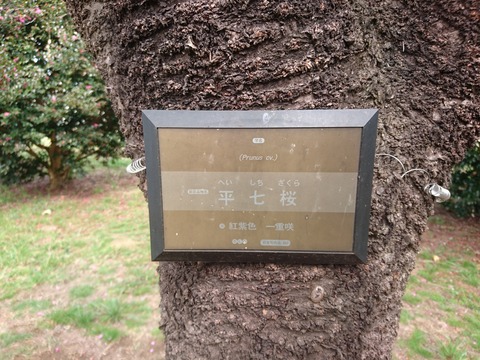 (Prunus cv.)
へい しち ざくら
平七桜
紅紫色 一重咲